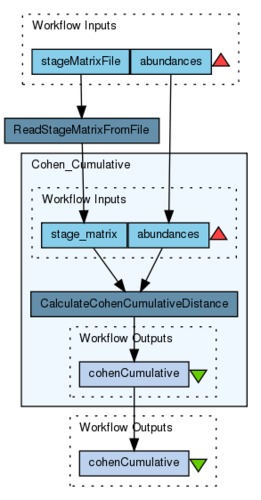 Workflow Inputs
stageMatrixFile abundances
ReadStageMatrixFromFile
Cohen_Cumulative
Workflow Inputs
stage_matrix abundances
CalculateCohenCumulativeDistance
Workflow Outputs
cohenCumulative
Workflow Outputs
cohenCumulative